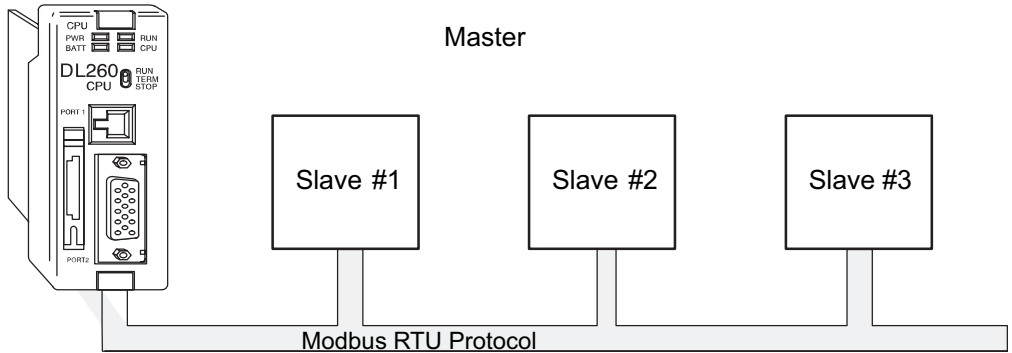 Master
CPU
PWR RUN
BATT CPU
DL260
CPU
RUN
TERM
STOP
PORT 1
PORT2
Slave #1
Slave #2
Slave #3
Modbus RTU Protocol